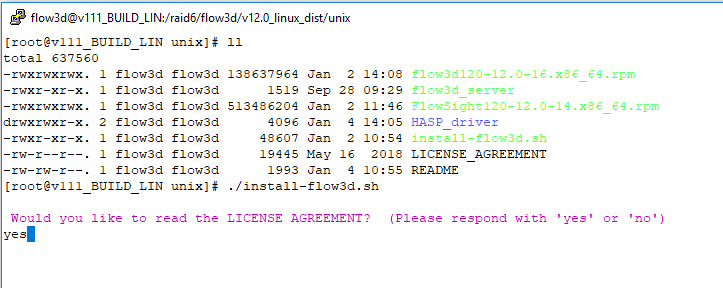 flow3d@v111_BUILD_LIN:/raid6/flow3d/v12.0_linux_dist/unix
[root@v111_BUILD_LIN unix]# ll
total 637560
-rwxrwxrwx. 1 flow3d flow3d 138637964 Jan  2 14:08 flow3d120-12.0-16.x86_64.rpm
-rwxr-xr-x. 1 flow3d flow3d      1519 Sep 28 09:29 flow3d_server
-rwxrwxrwx. 1 flow3d flow3d 513486204 Jan  2 11:46 FlowSight120-12.0-14.x86_64.rpm
drwxrwxr-x. 2 flow3d flow3d      4096 Jan  4 14:05 HASP_driver
-rwxr-xr-x. 1 flow3d flow3d     48607 Jan  2 10:54 install-flow3d.sh
-rw-r--r--. 1 flow3d flow3d     19445 May 16  2018 LICENSE_AGREEMENT
-rw-rw-r--. 1 flow3d flow3d      1993 Jan  4 10:55 README
[root@v111_BUILD_LIN unix]# ./install-flow3d.sh
Would you like to read the LICENSE AGREEMENT?  (Please respond with 'yes' or 'no')
yes